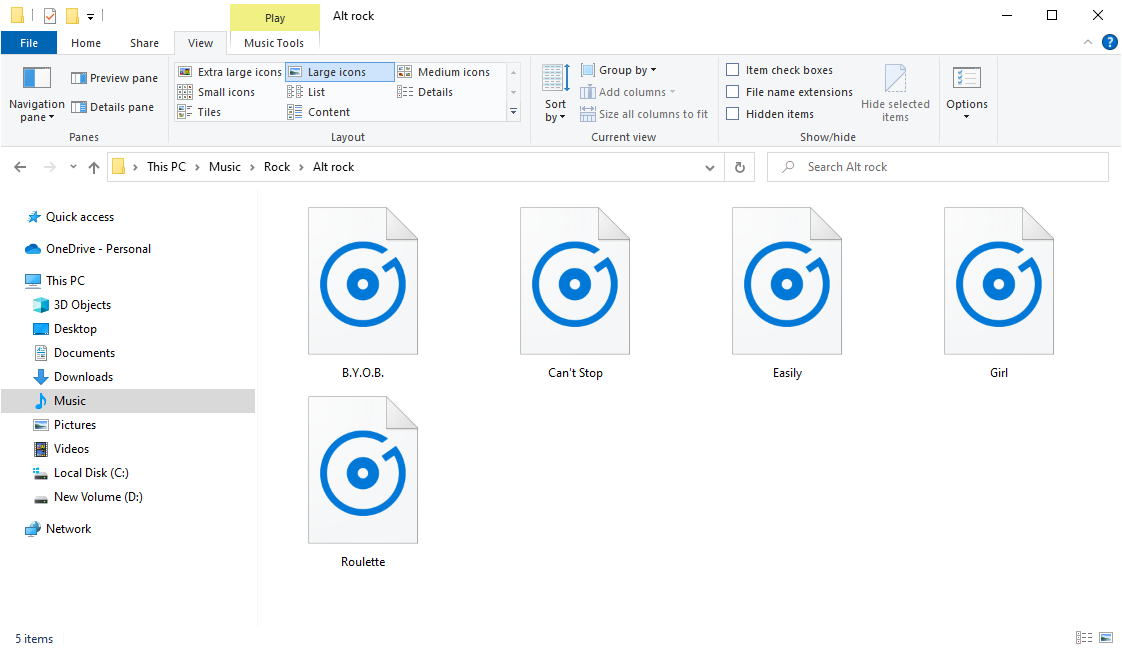 Play
Alt rock
File
Home
Share
View
Music Tools
?
Navigation pane
Preview pane
Details pane
Panes
Extra large icons
Large icons
Medium icons
Small icons
List
Details
Tiles
Content
Layout
Sort by
Group by
Add columns
Size all columns to fit
Current view
Item check boxes
File name extensions
Hidden items
Hide selected items
Show/hide
Options
This PC > Music > Rock > Alt rock
Search Alt rock
Quick access
OneDrive - Personal
This PC
3D Objects
Desktop
Documents
Downloads
Music
Pictures
Videos
Local Disk (C:)
New Volume (D:)
Network
B.Y.O.B.
Can't Stop
Easily
Girl
Roulette
5 items